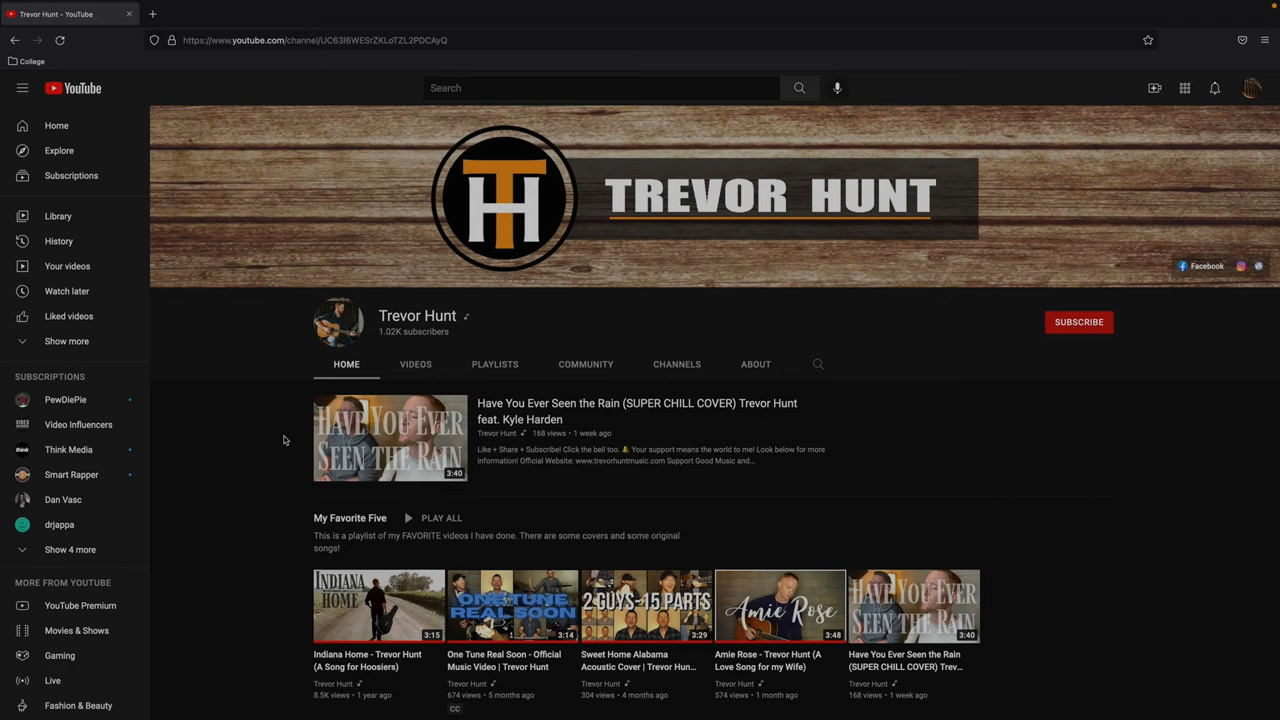 Trevor Hunt - YouTube
https://www.youtube.com/channel/UC63I6WESrZKLoTZL2PDCAyQ
College
YouTube
Search
Home
Explore
Subscriptions
Library
History
Your videos
Watch later
Liked videos
Show more
SUBSCRIPTIONS
PewDiePie
Video Influencers
Think Media
Smart Rapper
Dan Vasc
drjappa
Show 4 more
MORE FROM YOUTUBE
YouTube Premium
Movies & Shows
Gaming
Live
Fashion & Beauty
TH
TREVOR HUNT
Facebook
Trevor Hunt
1.02K subscribers
SUBSCRIBE
HOME VIDEOS PLAYLISTS COMMUNITY CHANNELS ABOUT
HAVE YOU EVER
SEEN THE RAIN
3:40
Have You Ever Seen the Rain (SUPER CHILL COVER) Trevor Hunt
feat. Kyle Harden
Trevor Hunt 168 views • 1 week ago
Like + Share + Subscribe! Click the bell too. 🔔 Your support means the world to me! Look below for more
information! Official Website: www.trevorhuntmusic.com Support Good Music and...
My Favorite Five PLAY ALL
This is a playlist of my FAVORITE videos I have done. There are some covers and some original
songs!
INDIANA
HOME
3:15
Indiana Home - Trevor Hunt
(A Song for Hoosiers)
Trevor Hunt
8.5K views • 1 year ago
ONE TUNE
REAL SOON
3:14
One Tune Real Soon - Official
Music Video | Trevor Hunt
Trevor Hunt
674 views • 5 months ago
CC
2 GUYS-15 PARTS
3:29
Sweet Home Alabama
Acoustic Cover | Trevor Hun...
Trevor Hunt
304 views • 4 months ago
Amie Rose
3:48
Amie Rose - Trevor Hunt (A
Love Song for my Wife)
Trevor Hunt
574 views • 1 month ago
HAVE YOU EVER
SEEN THE RAIN
3:40
Have You Ever Seen the Rain
(SUPER CHILL COVER) Trev...
Trevor Hunt
168 views • 1 week ago